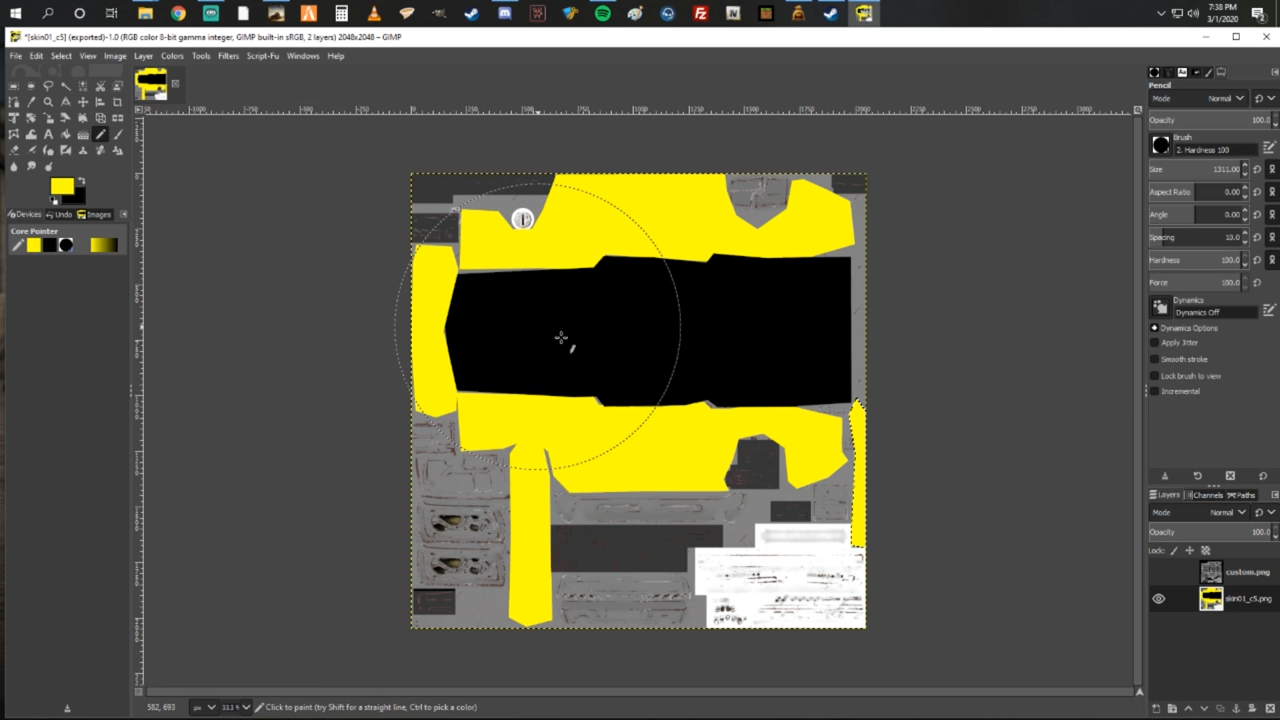 7:38 PM
3/1/2020
*[skin01_c5] (exported)-1.0 (RGB color 8-bit gamma integer, GIMP built-in sRGB, 2 layers) 2048x2048 – GIMP
File Edit Select View Image Layer Colors Tools Filters Script-Fu Windows Help
Pencil
Mode Normal
Opacity 100.0
Brush
2. Hardness 100
Size 1311.00
Aspect Ratio 0.00
Angle 0.00
Spacing 10.0
Hardness 100.0
Force 100.0
Dynamics
Dynamics Off
Dynamics Options
Apply Jitter
Smooth stroke
Lock brush to view
Incremental
Devices Undo Images
Core Pointer
Layers Channels Paths
Mode Normal
Opacity 100.0
Lock:
custom.png
skin01_c5.png
582, 693 px 33.3 % Click to paint (try Shift for a straight line, Ctrl to pick a color)